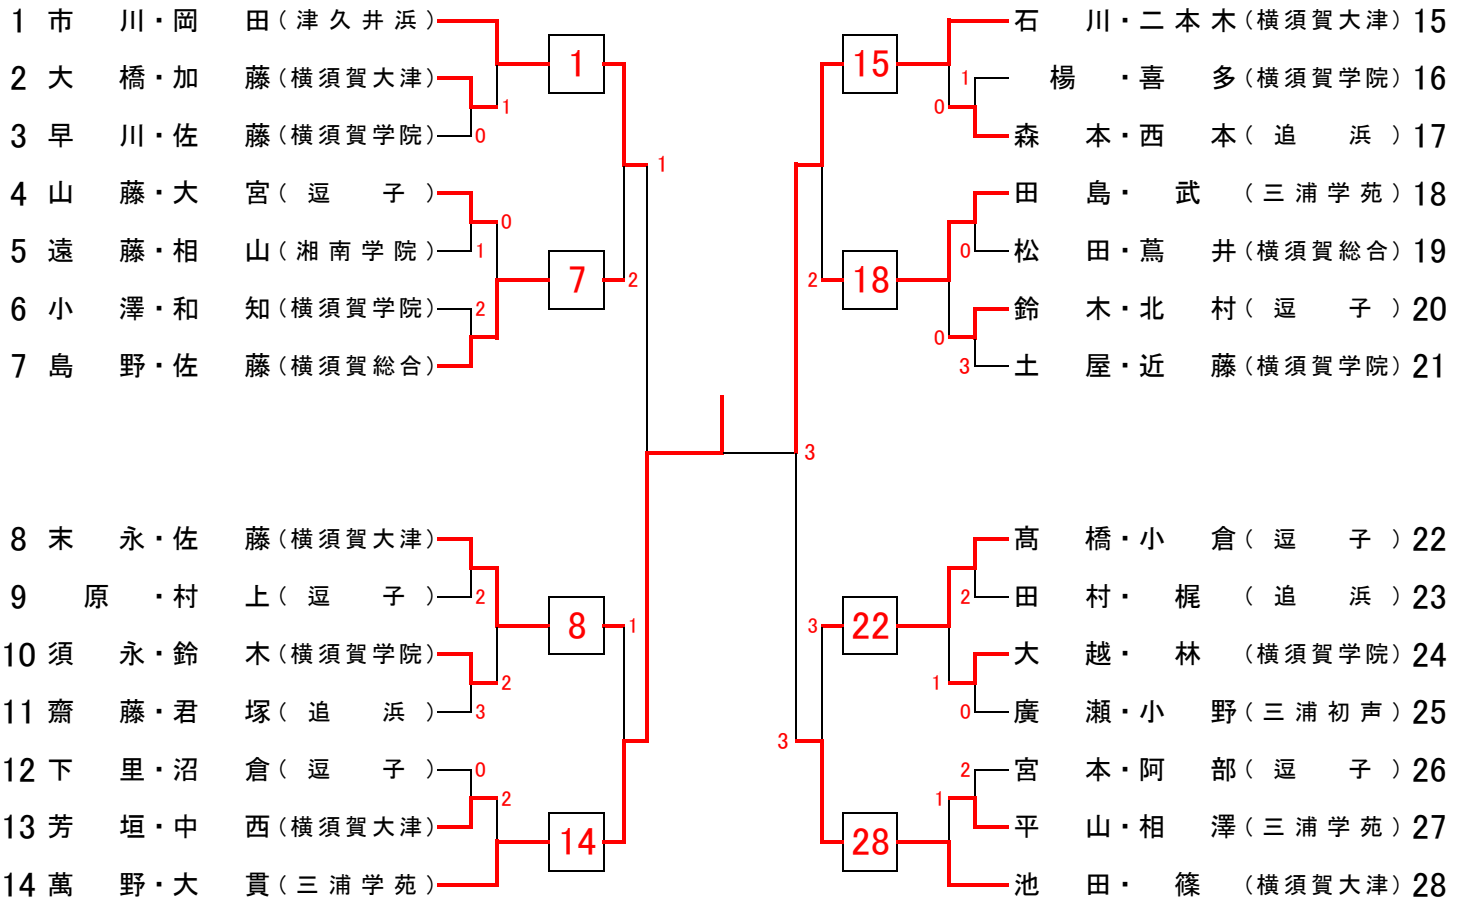 1 市川・岡田(津久井浜)
2 大橋・加藤(横須賀大津)
3 早川・佐藤(横須賀学院)
4 山藤・大宮(逗子)
5 遠藤・相山(湘南学院)
6 小澤・和知(横須賀学院)
7 島野・佐藤(横須賀総合)
1
1
0
0
1
2
7
1
2
8 末永・佐藤(横須賀大津)
9 原・村上(逗子)
10 須永・鈴木(横須賀学院)
11 齋藤・君塚(追浜)
12 下里・沼倉(逗子)
13 芳垣・中西(横須賀大津)
14 萬野・大貫(三浦学苑)
2
8
1
2
3
0
2
14
石川・二本木(横須賀大津) 15
楊・喜多(横須賀学院) 16
森本・西本(追浜) 17
田島・武(三浦学苑) 18
松田・蔦井(横須賀総合) 19
鈴木・北村(逗子) 20
土屋・近藤(横須賀学院) 21
15
1
0
0
2
18
0
3
3
髙橋・小倉(逗子) 22
田村・梶(追浜) 23
大越・林(横須賀学院) 24
廣瀬・小野(三浦初声) 25
宮本・阿部(逗子) 26
平山・相澤(三浦学苑) 27
池田・篠(横須賀大津) 28
2
3
22
1
0
3
2
1
28